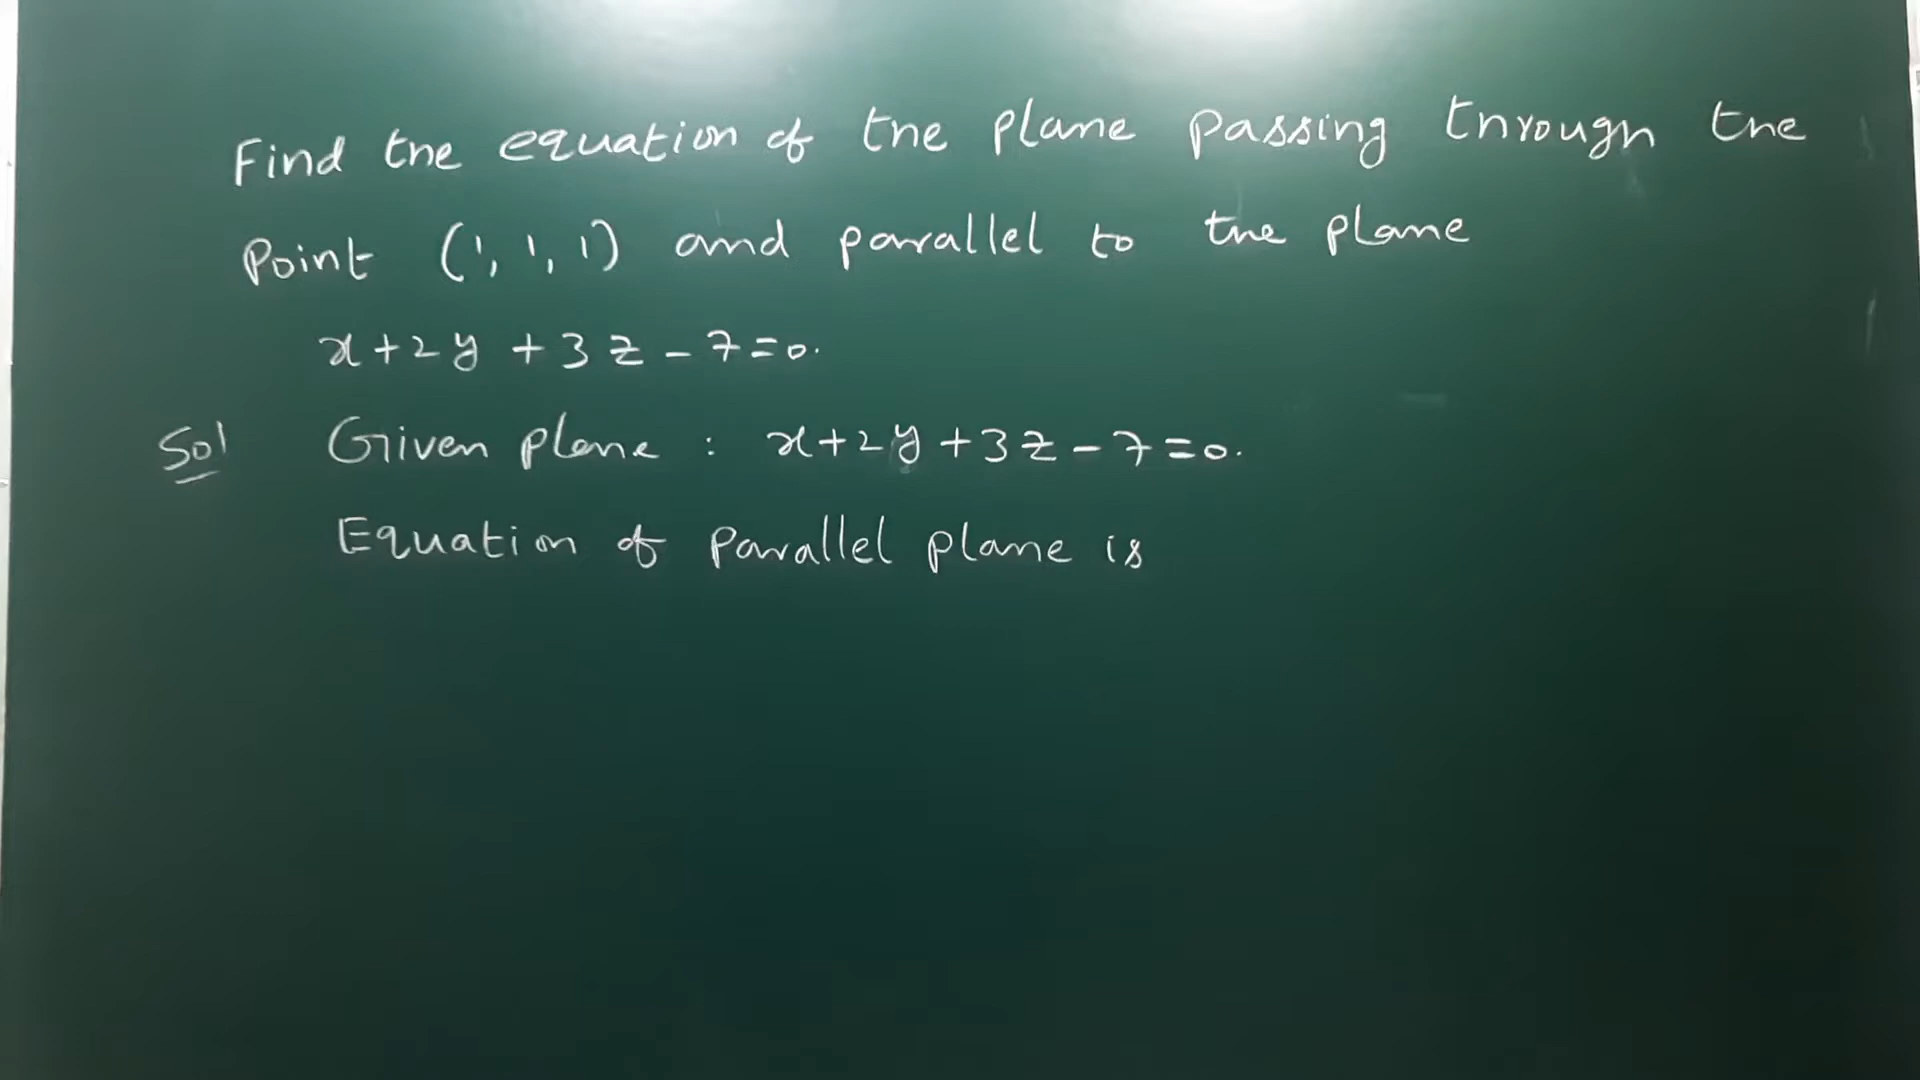 Find the equation of the plane passing through the
Point (1, 1, 1) and parallel to the plane
x+2y+3z-7=0.
Sol Given plane : x+2y+3z-7=0.
Equation of Parallel plane is